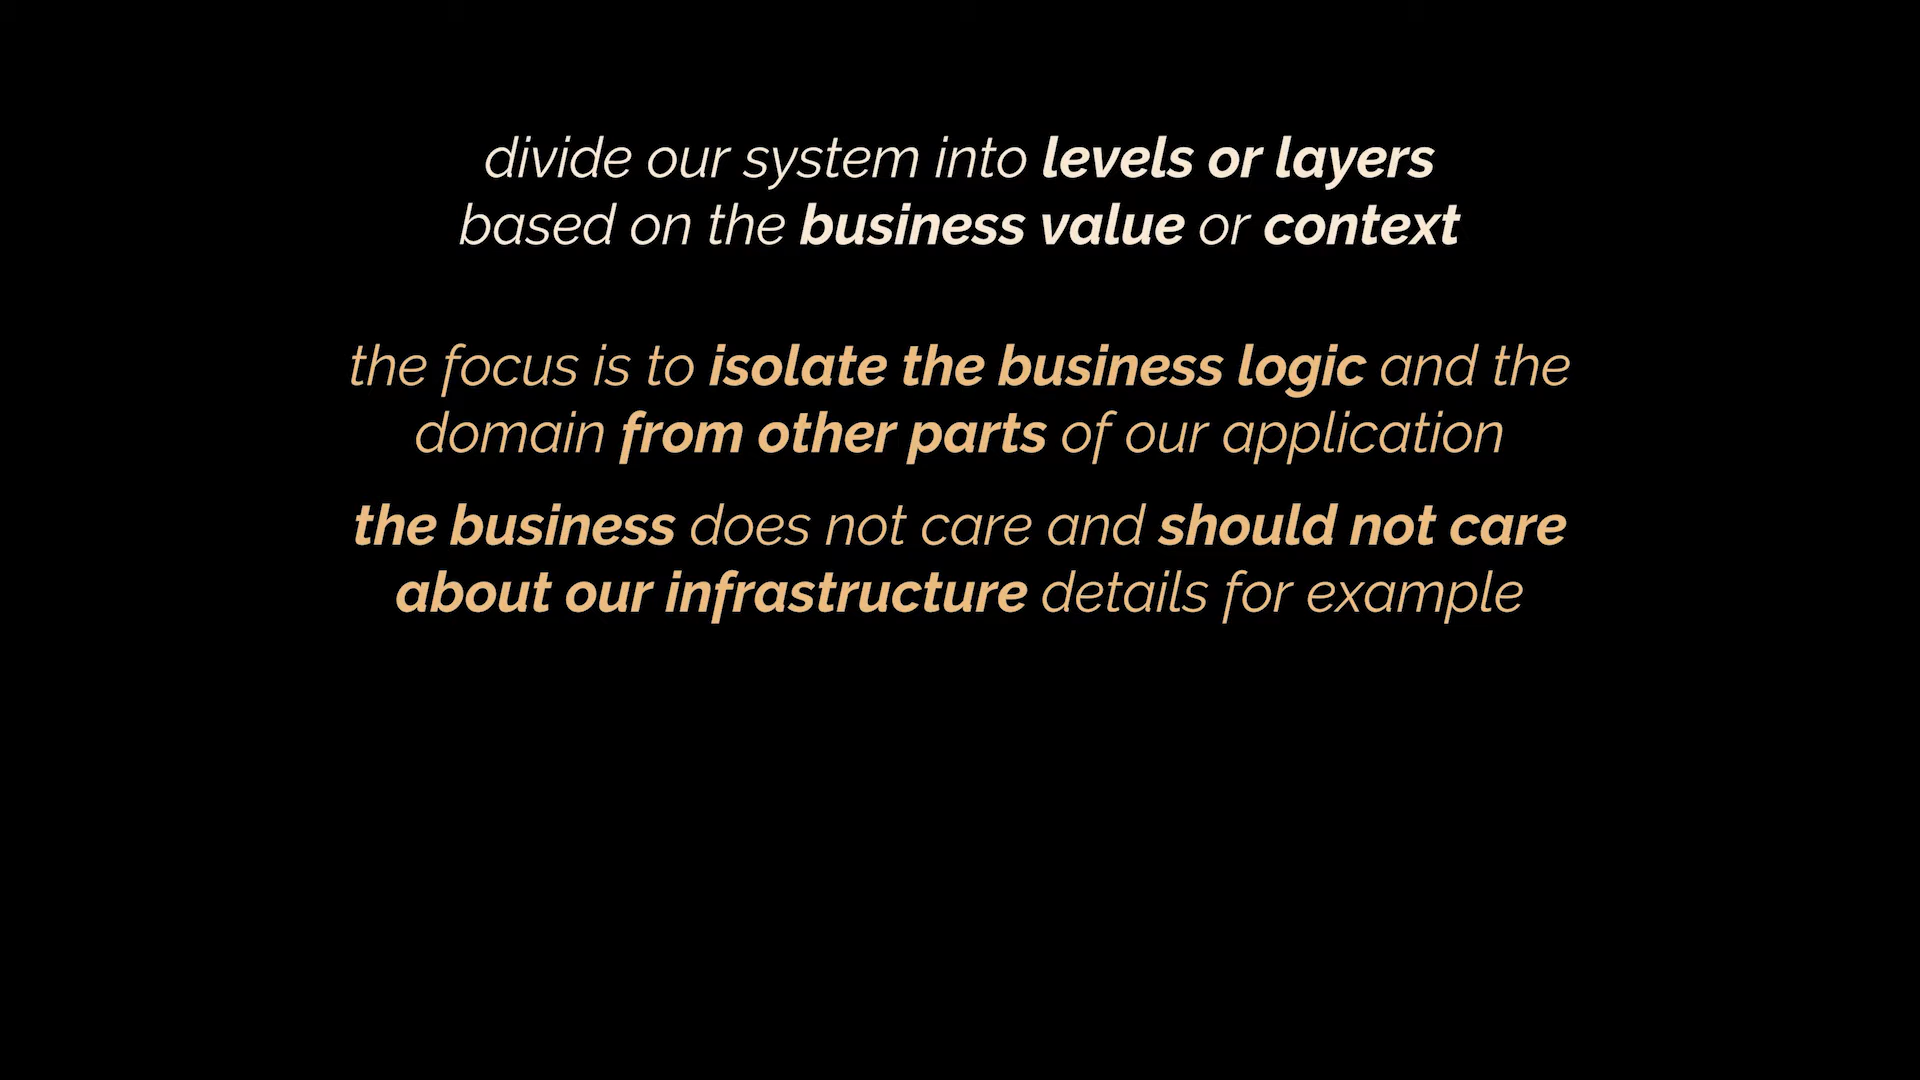 divide our system into levels or layers
based on the business value or context
the focus is to isolate the business logic and the
domain from other parts of our application
the business does not care and should not care
about our infrastructure details for example